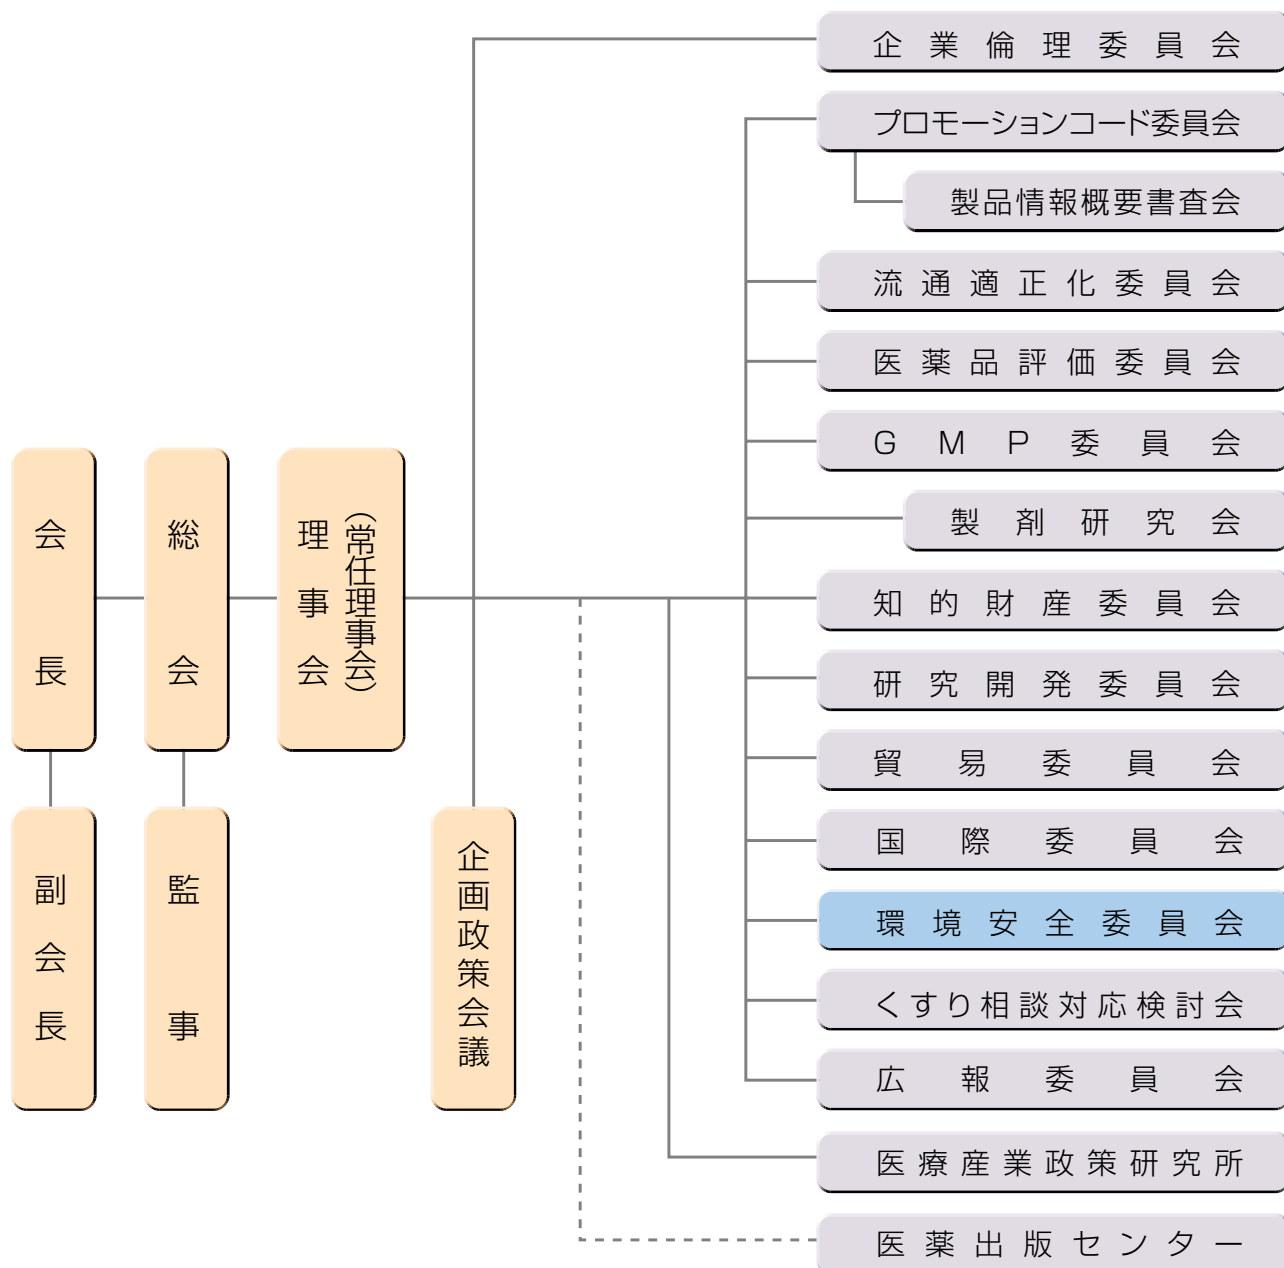 会長
総会
理事会
(常任理事会)
副会長
監事
企画政策会議
企業倫理委員会
プロモーションコード委員会
製品情報概要書査会
流通適正化委員会
医薬品評価委員会
GMP委員会
製剤研究会
知的財産委員会
研究開発委員会
貿易委員会
国際委員会
環境安全委員会
くすり相談対応検討会
広報委員会
医療産業政策研究所
医薬出版センター